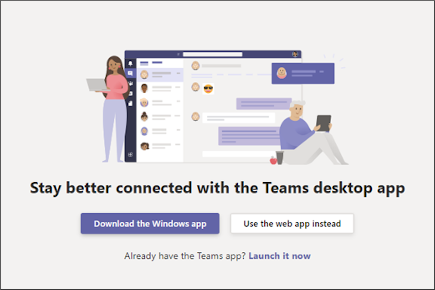 Stay better connected with the Teams desktop app
Download the Windows app
Use the web app instead
Already have the Teams app? Launch it now